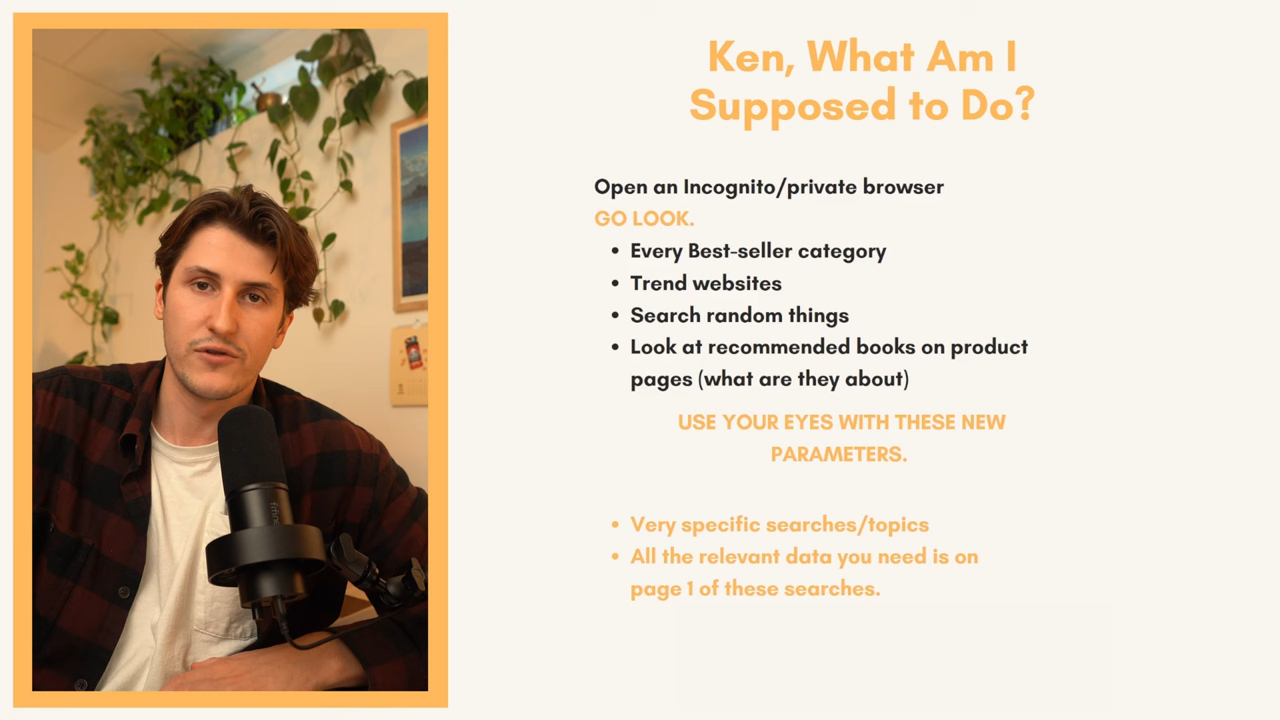 Ken, What Am I
Supposed to Do?
Open an Incognito/private browser
GO LOOK.
• Every Best-seller category
• Trend websites
• Search random things
• Look at recommended books on product
pages (what are they about)
USE YOUR EYES WITH THESE NEW
PARAMETERS.
• Very specific searches/topics
• All the relevant data you need is on
page 1 of these searches.
fifine